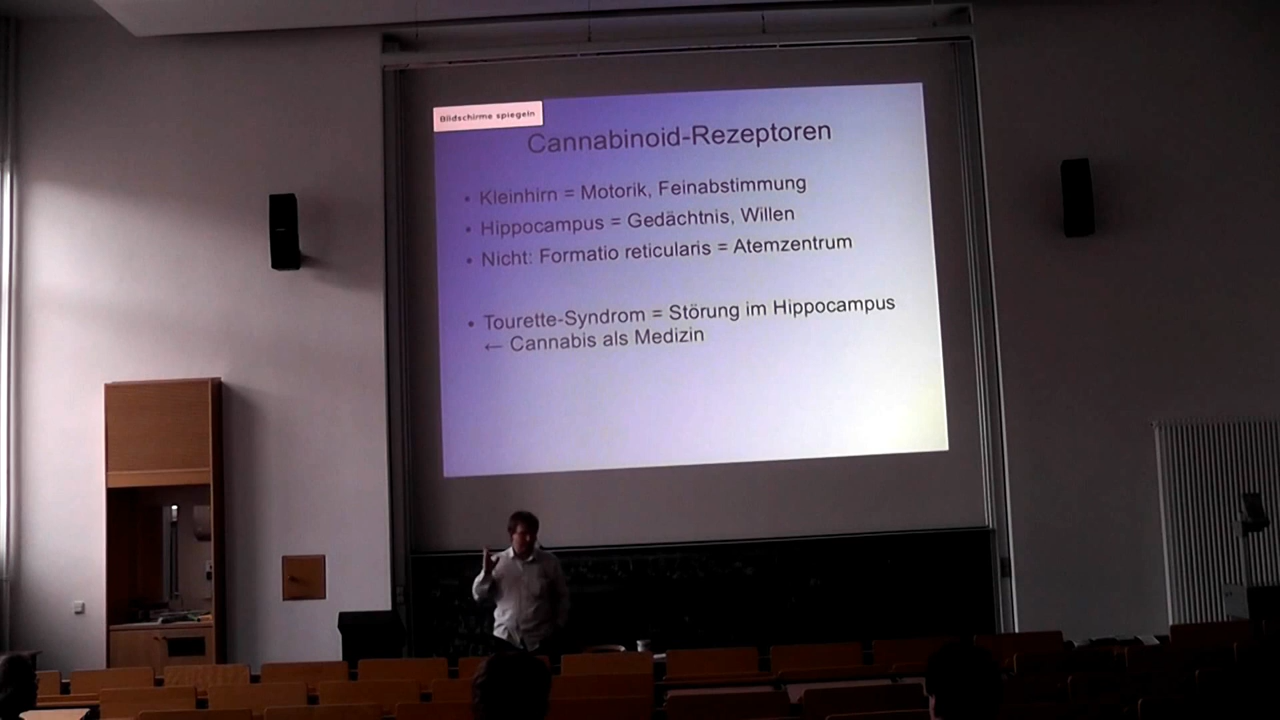 Bildschirme spiegeln
Cannabinoid-Rezeptoren
• Kleinhirn = Motorik, Feinabstimmung
• Hippocampus = Gedächtnis, Willen
• Nicht: Formatio reticularis = Atemzentrum
• Tourette-Syndrom = Störung im Hippocampus
← Cannabis als Medizin